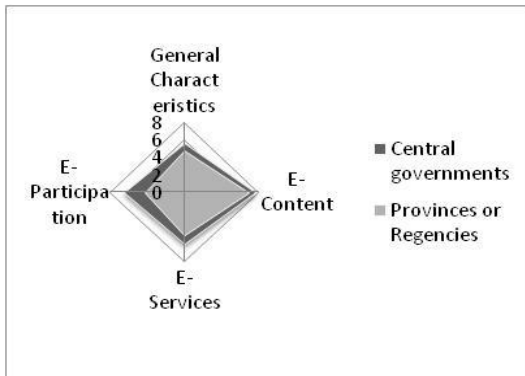 General
Charact
eristics
8
6
4
2
0
E-
Participa
tion
E-
Content
E-
Services
Central
governments
Provinces or
Regencies